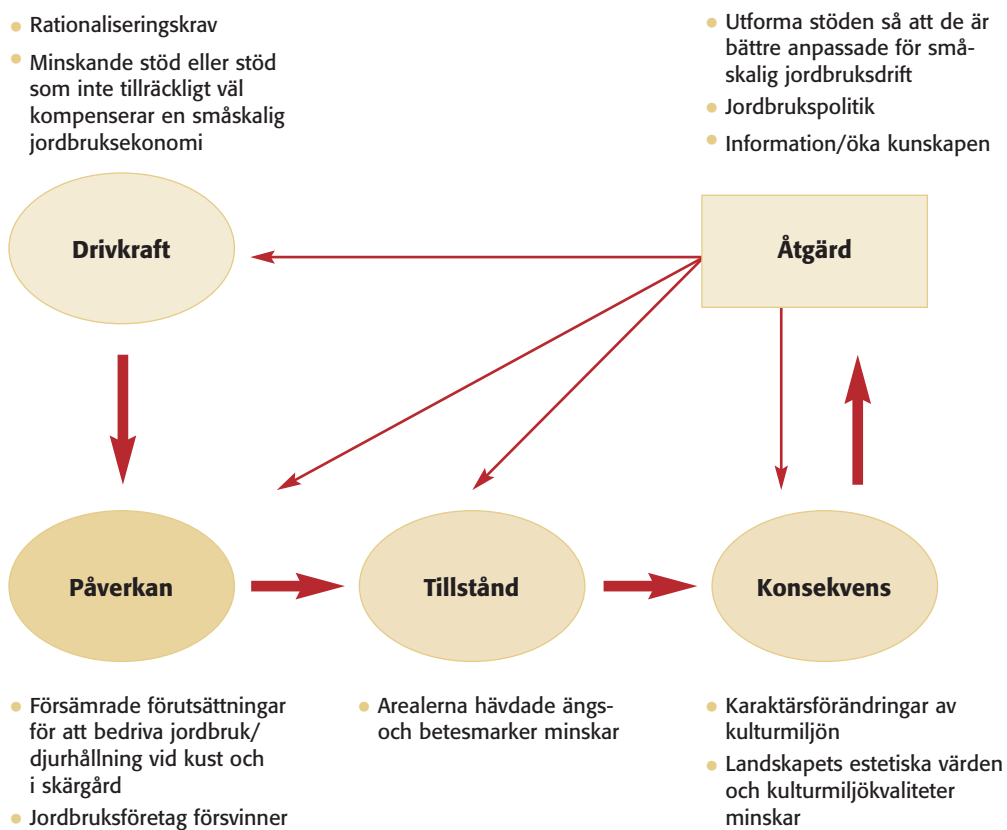 Rationaliseringskrav
Minskande stöd eller stöd
som inte tillräckligt väl
kompenserar en småskalig
jordbruksekonomi
Utforma stöden så att de är
bättre anpassade för små-
skalig jordbruksdrift
Jordbrukspolitik
Information/öka kunskapen
Drivkraft
Åtgärd
Påverkan
Tillstånd
Konsekvens
Försämrade förutsättningar
för att bedriva jordbruk/
djurhållning vid kust och
i skärgård
Jordbruksföretag försvinner
Arealerna hävdade ängs-
och betesmarker minskar
Karaktärsförändringar av
kulturmiljön
Landskapets estetiska värden
och kulturmiljökvaliteter
minskar